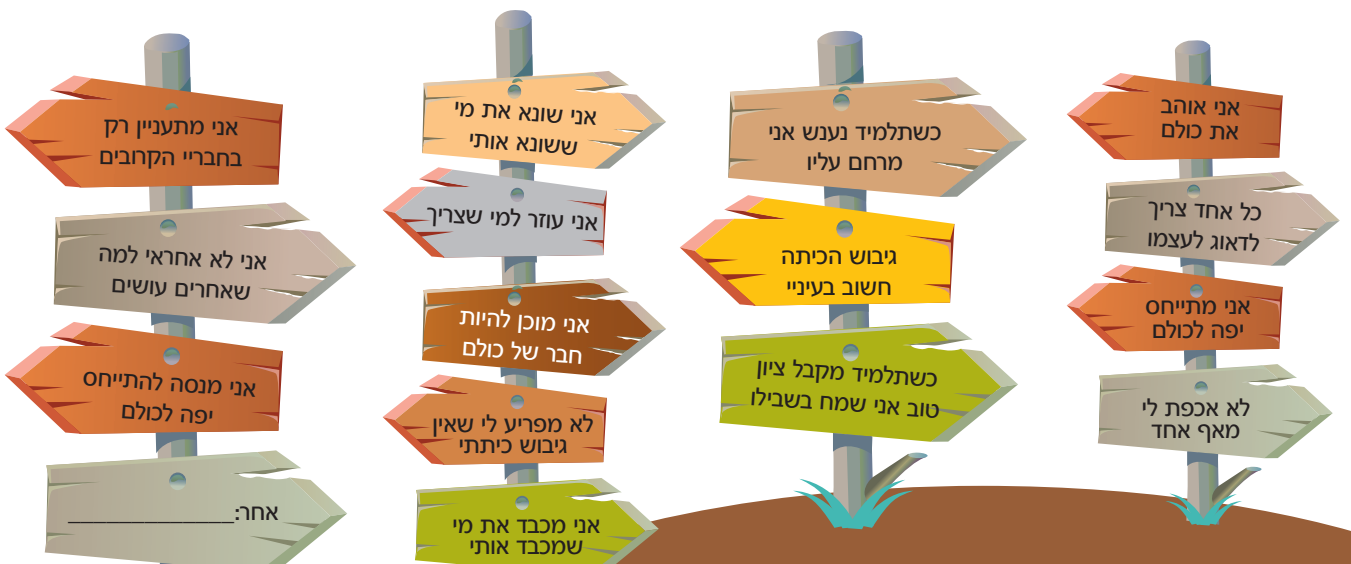 אני אוהב
את כולם
כל אחד צריך
לדאוג לעצמו
אני מתייחס
יפה לכולם
לא אכפת לי
מאף אחד
כשתלמיד נענש אני
מרחם עליו
גיבוש הכיתה
חשוב בעיניי
כשתלמיד מקבל ציון
טוב אני שמח בשבילו
אני שונא את מי
ששונא אותי
אני עוזר למי שצריך
אני מוכן להיות
חבר של כולם
לא מפריע לי שאין
גיבוש כיתתי
אני מכבד את מי
שמכבד אותי
אני מתעניין רק
בחבריי הקרובים
אני לא אחראי למה
שאחרים עושים
אני מנסה להתייחס
יפה לכולם
אחר:_______________